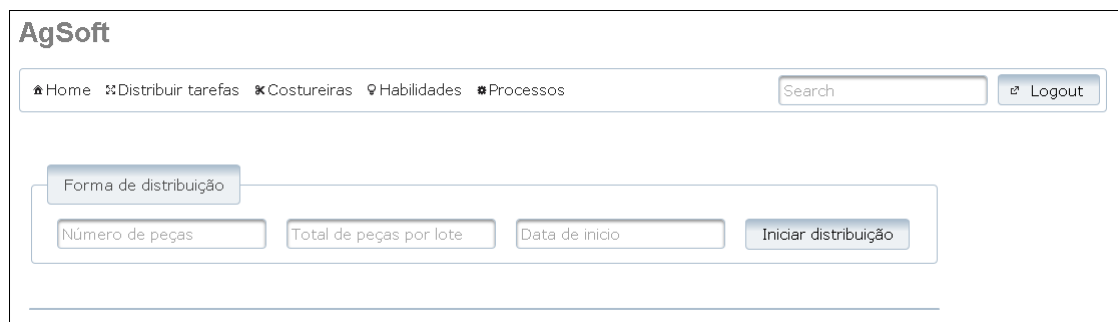 AgSoft
Home Distribuir tarefas Costureiras Habilidades Processos Search Logout
Forma de distribuição
Número de peças Total de peças por lote Data de inicio Iniciar distribuição